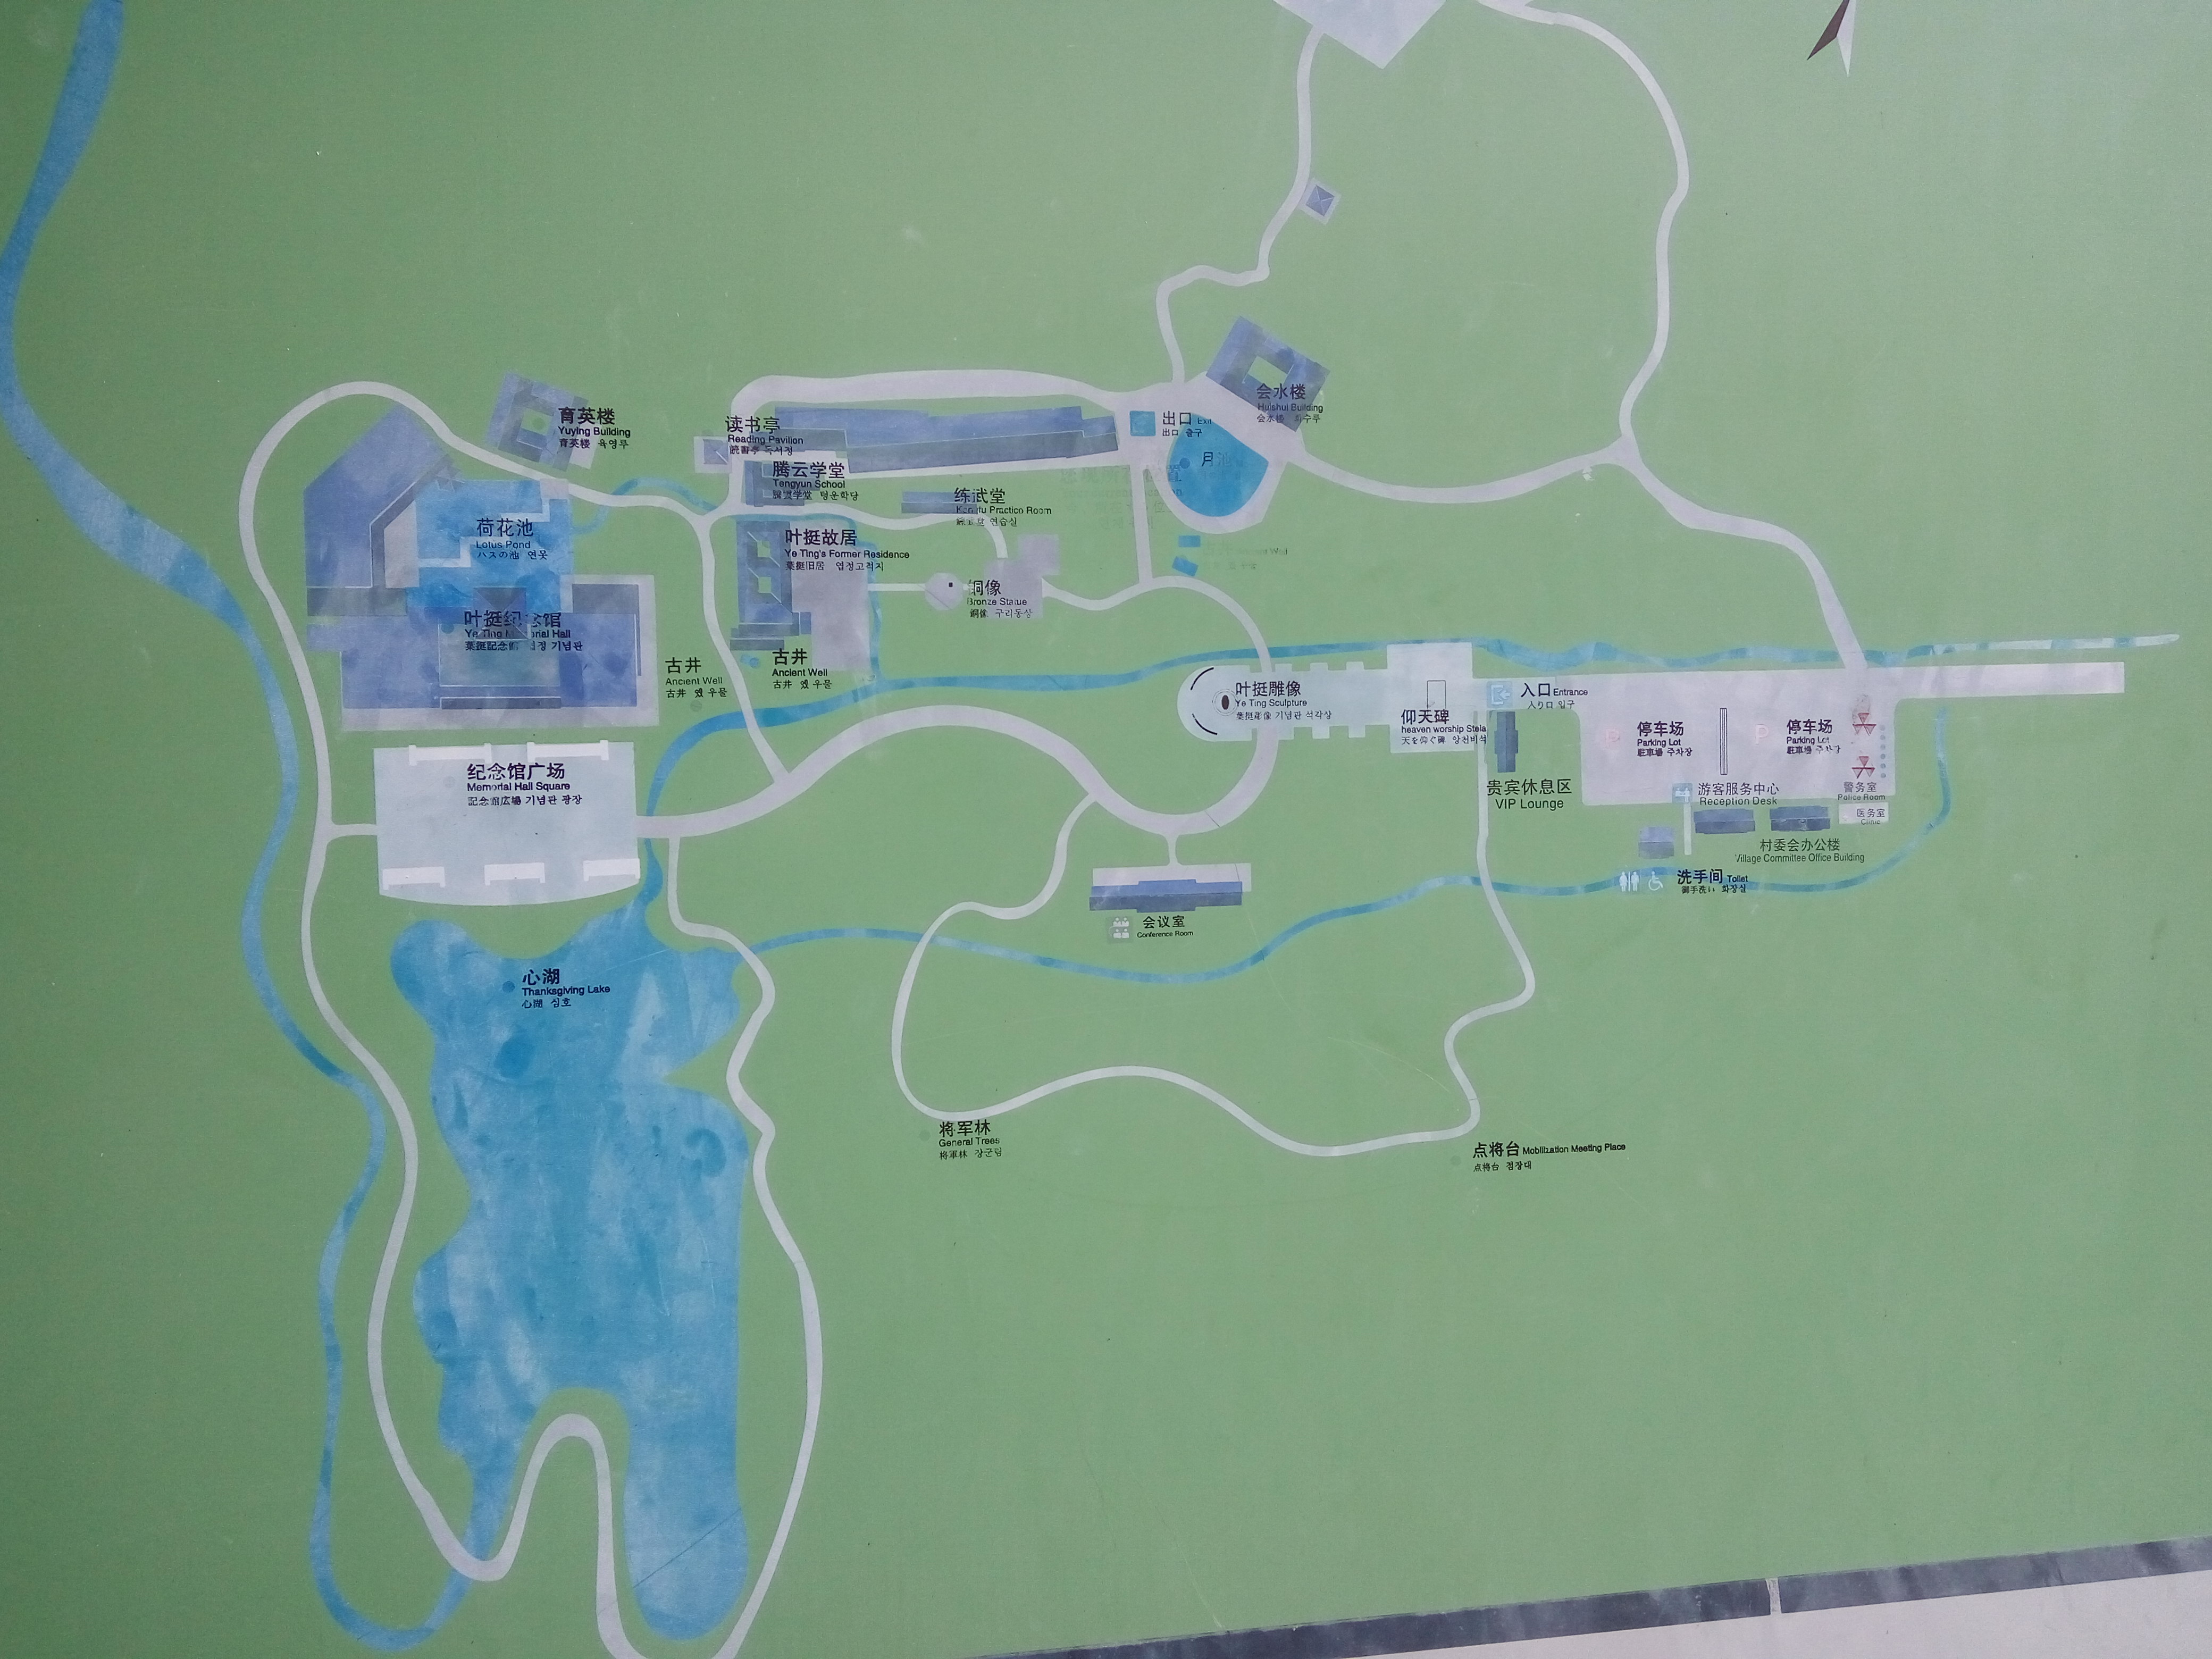 育英楼
Yuying Building
育英楼 육영루
读书亭
Reading Pavilion
読書亭 독서정
腾云学堂
Tengyun School
텅운학당
会水楼
Huishui Building
会水楼 회수루
出口 Exit
出口 출구
月池
练武堂
Kungfu Practice Room
연습실
荷花池
Lotus Pond
ハスの池 연못
叶挺故居
Ye Ting's Former Residence
葉挺旧居 엽정고적지
铜像
Bronze Statue
銅像 구리동상
叶挺纪念馆
Ye Ting Memorial Hall
葉挺記念館 엽정 기념관
古井
Ancient Well
古井 옛 우물
古井
Ancient Well
古井 옛 우물
叶挺雕像
Ye Ting Sculpture
葉挺彫像 기념관 석각상
仰天碑
heaven worship Stela
天を仰ぐ碑 앙천비석
入口 Entrance
入り口 입구
停车场
Parking Lot
駐車場 주차장
停车场
Parking Lot
駐車場 주차장
P
P
纪念馆广场
Memorial Hall Square
記念館広場 기념관 광장
贵宾休息区
VIP Lounge
游客服务中心
Reception Desk
警务室
Police Room
医务室
Clinic
村委会办公楼
Village Committee Office Building
洗手间 Toilet
御手洗い 화장실
会议室
Conference Room
心湖
Thanksgiving Lake
心湖 심호
将军林
General Trees
将軍林 장군림
点将台 Mobilization Meeting Place
点将台 점장대